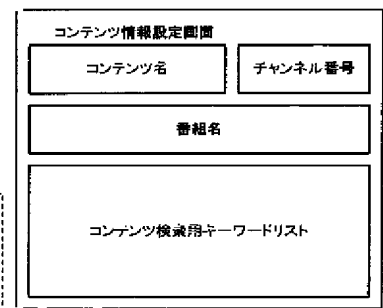 コンテンツ情報設定画面
コンテンツ名
チャンネル番号
番組名
コンテンツ検索用キーワードリスト